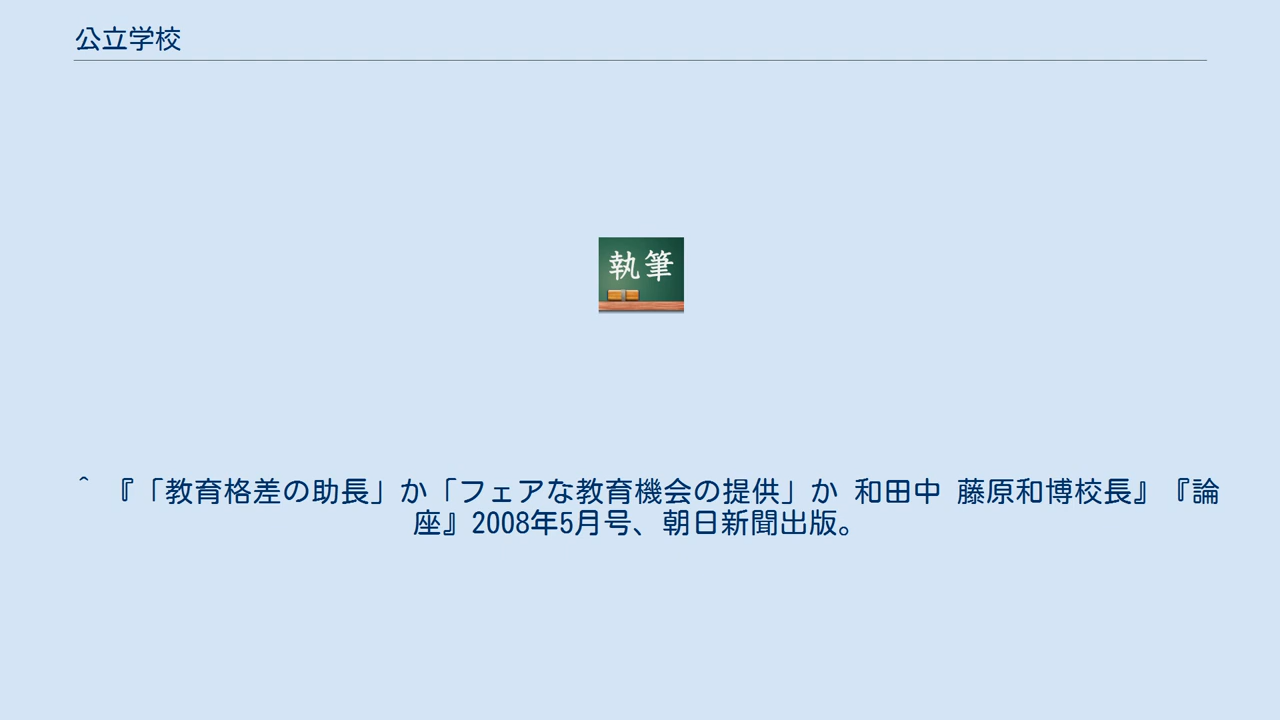 公立学校
執筆
^ 『「教育格差の助長」か「フェアな教育機会の提供」か 和田中 藤原和博校長』『論
座』2008年5月号、朝日新聞出版。